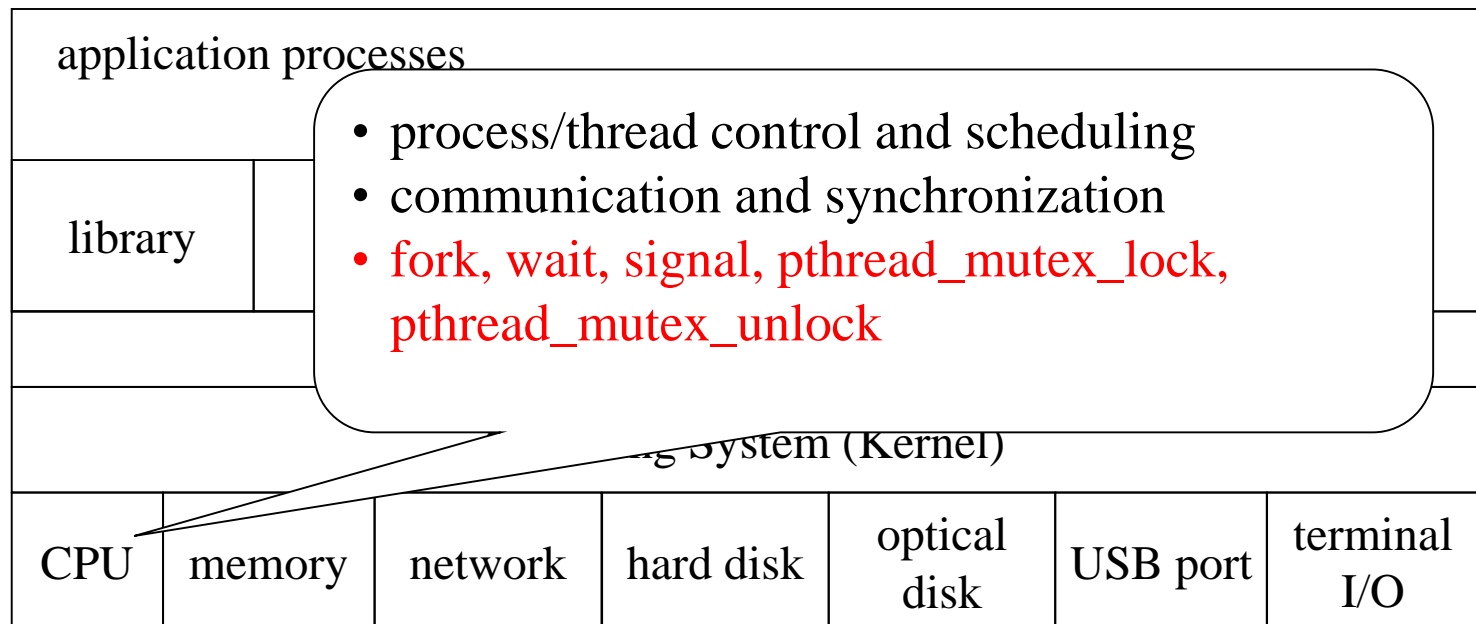 application processes
• process/thread control and scheduling
• communication and synchronization
• fork, wait, signal, pthread_mutex_lock,
pthread_mutex_unlock
library
System (Kernel)
CPU
memory
network
hard disk
optical
disk
USB port
terminal
I/O